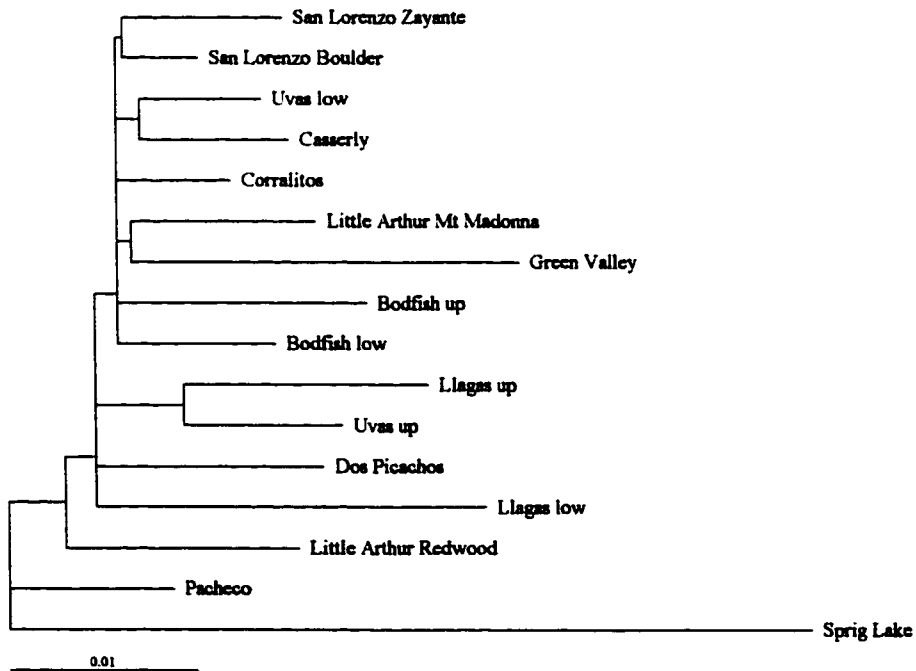 San Lorenzo Zayante
San Lorenzo Boulder
Uvas low
Casserly
Corralitos
Little Arthur Mt Madonna
Green Valley
Bodfish up
Bodfish low
Llagas up
Uvas up
Dos Picachos
Llagas low
Little Arthur Redwood
Pacheco
Sprig Lake
0.01